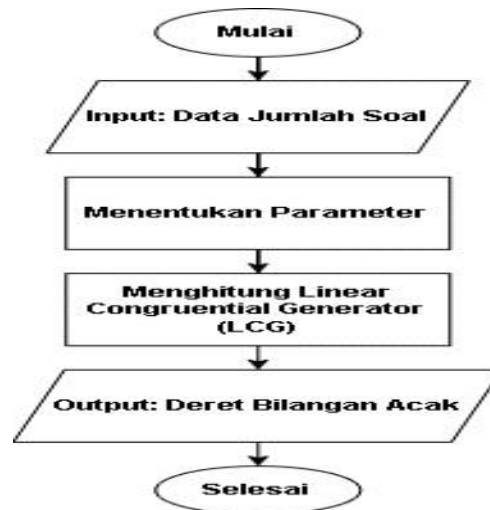 Mulai
Input: Data Jumlah Soal
Menentukan Parameter
Menghitung Linear
Congruential Generator
(LCG)
Output: Deret Bilangan Acak
Selesai